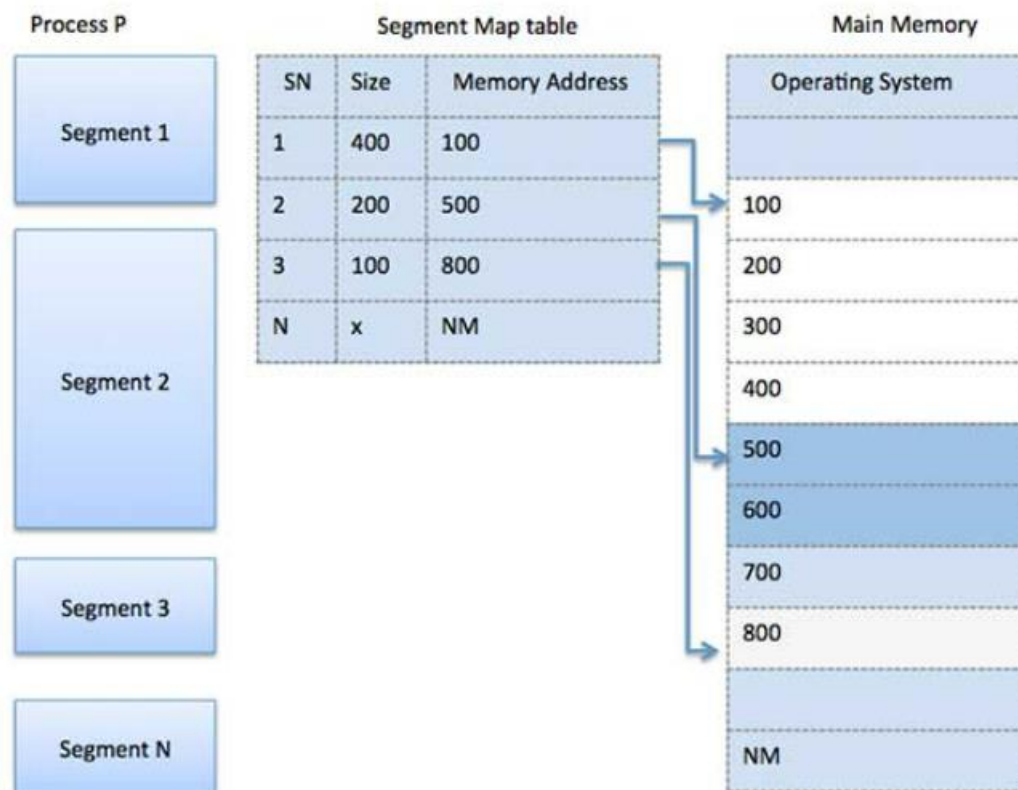 Process P
Segment 1
Segment 2
Segment 3
Segment N
Segment Map table
SN Size Memory Address
1 400 100
2 200 500
3 100 800
N x NM
Main Memory
Operating System
100
200
300
400
500
600
700
800
NM